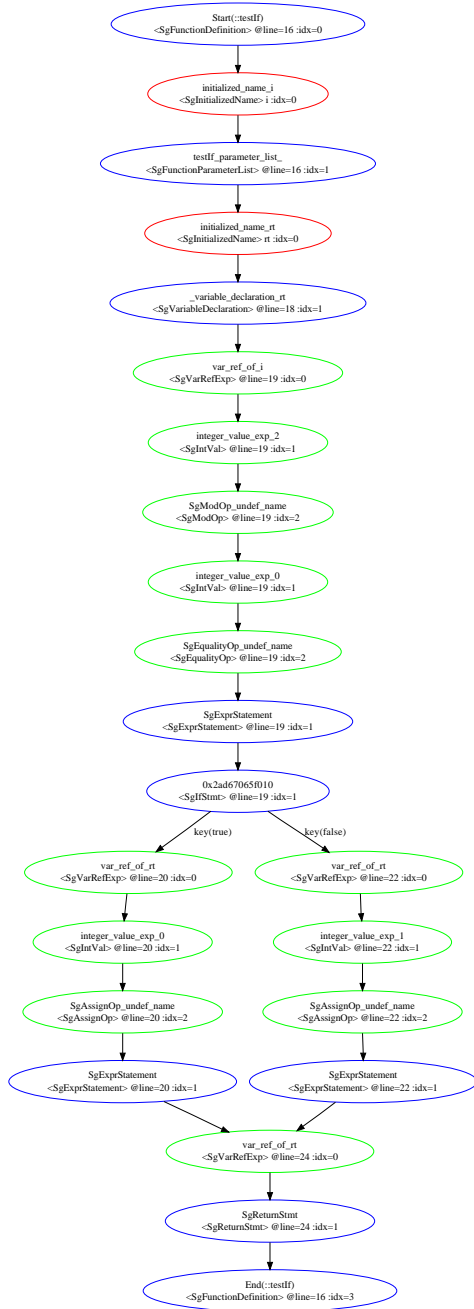 Start(::testIf)
<SgFunctionDefinition> @line=16 :idx=0
initialized_name_i
<SgInitializedName> i :idx=0
testIf_parameter_list_
<SgFunctionParameterList> @line=16 :idx=1
initialized_name_rt
<SgInitializedName> rt :idx=0
_variable_declaration_rt
<SgVariableDeclaration> @line=18 :idx=1
var_ref_of_i
<SgVarRefExp> @line=19 :idx=0
integer_value_exp_2
<SgIntVal> @line=19 :idx=1
SgModOp_undef_name
<SgModOp> @line=19 :idx=2
integer_value_exp_0
<SgIntVal> @line=19 :idx=1
SgEqualityOp_undef_name
<SgEqualityOp> @line=19 :idx=2
SgExprStatement
<SgExprStatement> @line=19 :idx=1
0x2ad67065f010
<SgIfStmt> @line=19 :idx=1
key(true)
key(false)
var_ref_of_rt
<SgVarRefExp> @line=20 :idx=0
var_ref_of_rt
<SgVarRefExp> @line=22 :idx=0
integer_value_exp_0
<SgIntVal> @line=20 :idx=1
integer_value_exp_1
<SgIntVal> @line=22 :idx=1
SgAssignOp_undef_name
<SgAssignOp> @line=20 :idx=2
SgAssignOp_undef_name
<SgAssignOp> @line=22 :idx=2
SgExprStatement
<SgExprStatement> @line=20 :idx=1
SgExprStatement
<SgExprStatement> @line=22 :idx=1
var_ref_of_rt
<SgVarRefExp> @line=24 :idx=0
SgReturnStmt
<SgReturnStmt> @line=24 :idx=1
End(::testIf)
<SgFunctionDefinition> @line=16 :idx=3